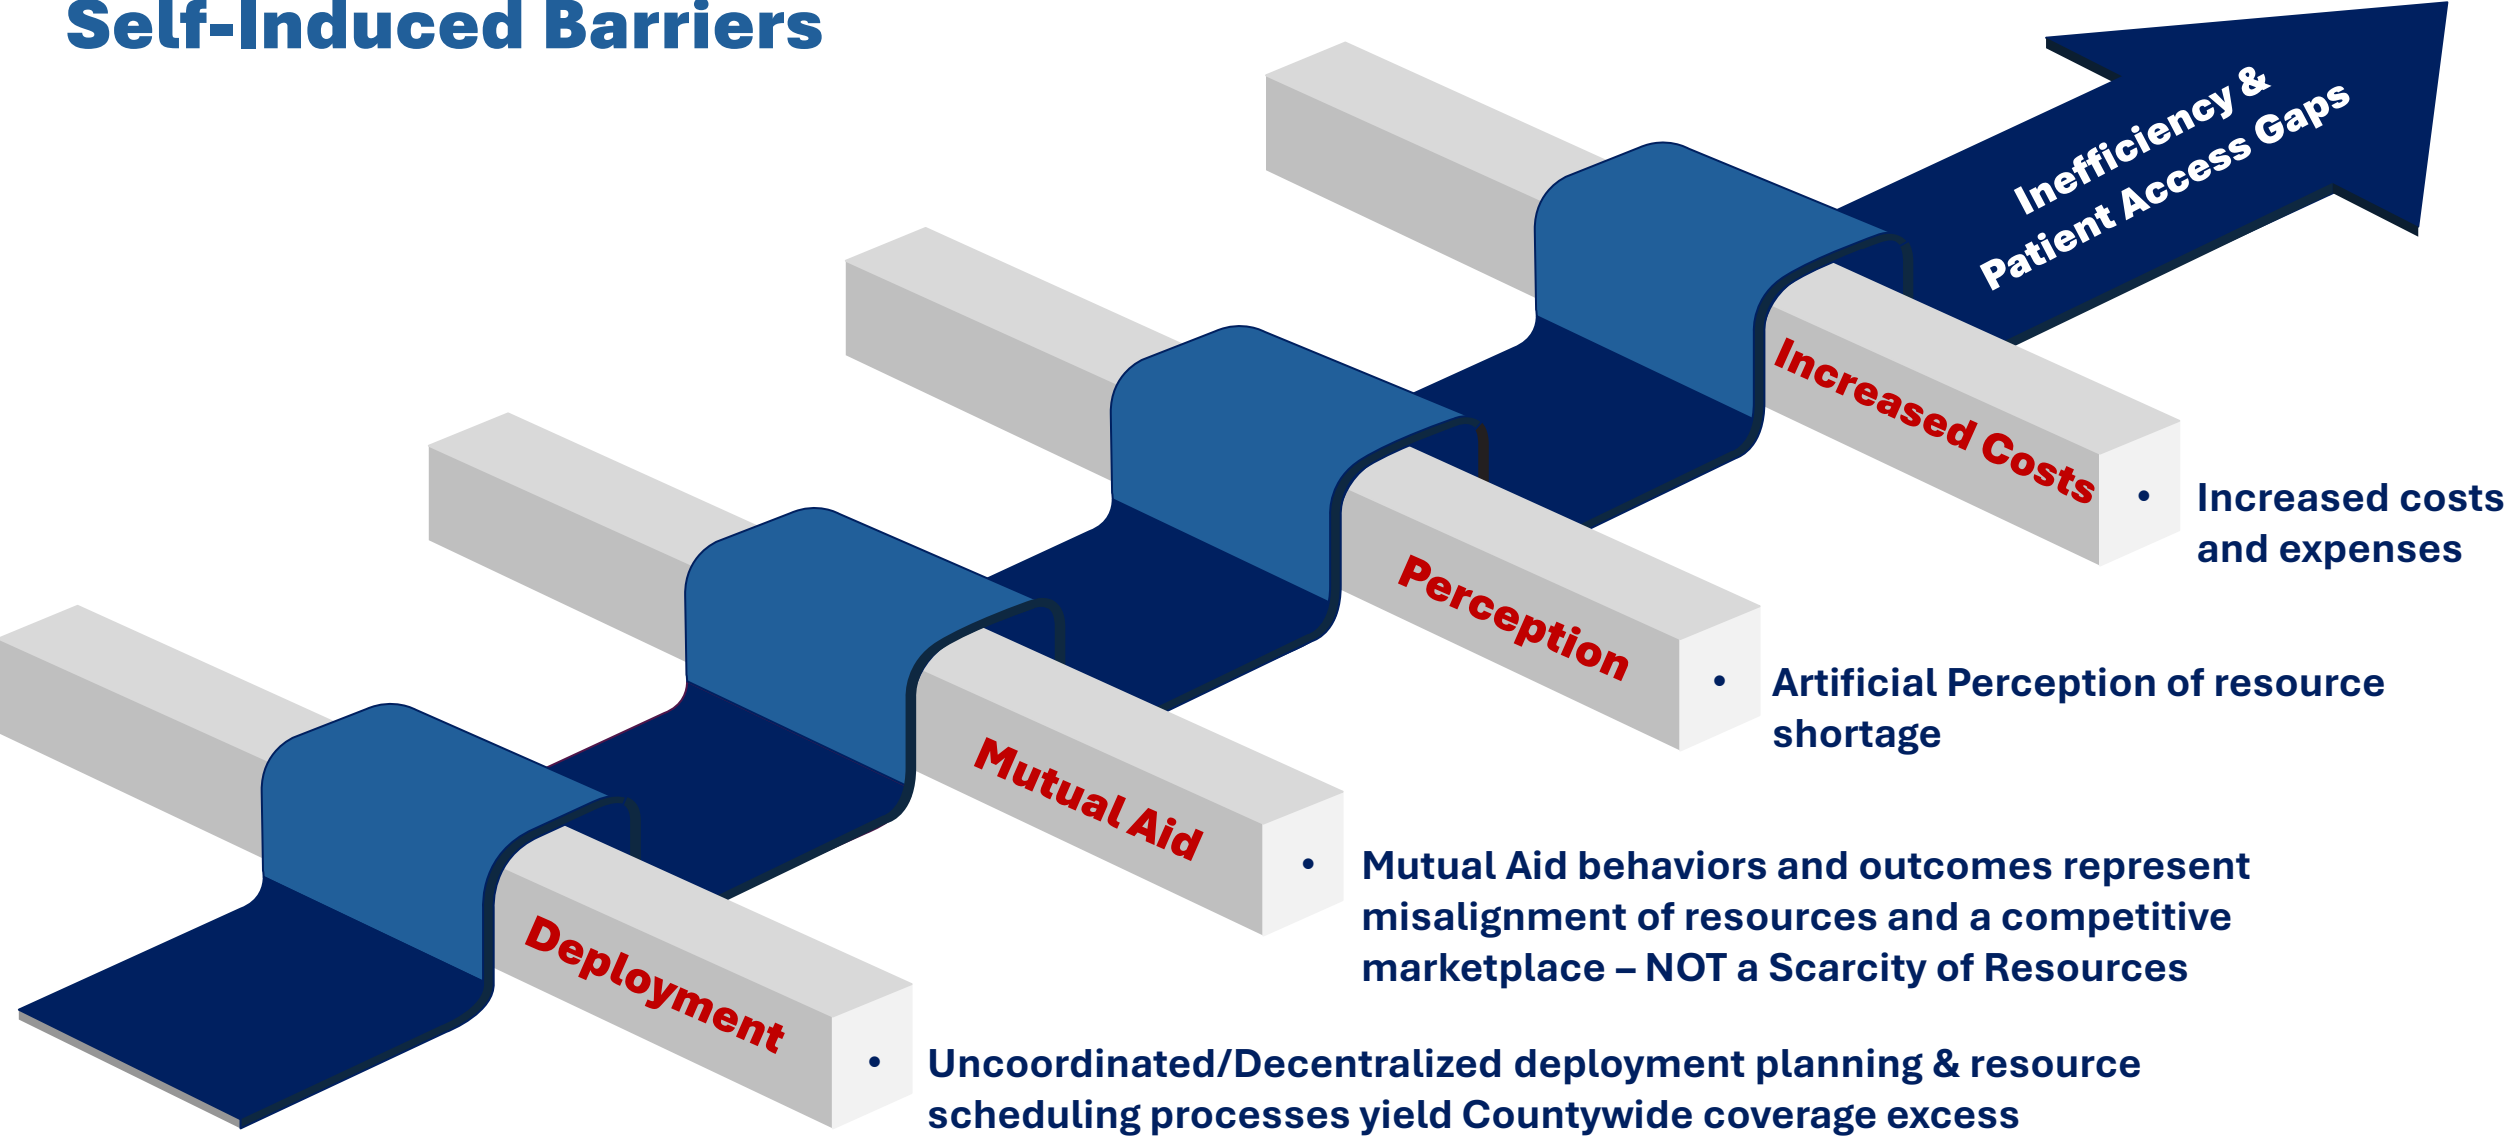 Self-Induced Barriers
Inefficiency &
Patient Access Gaps
Increased Costs
• Increased costs
and expenses
Perception
• Artificial Perception of resource
shortage
Mutual Aid
• Mutual Aid behaviors and outcomes represent
misalignment of resources and a competitive
marketplace – NOT a Scarcity of Resources
Deployment
• Uncoordinated/Decentralized deployment planning & resource
scheduling processes yield Countywide coverage excess